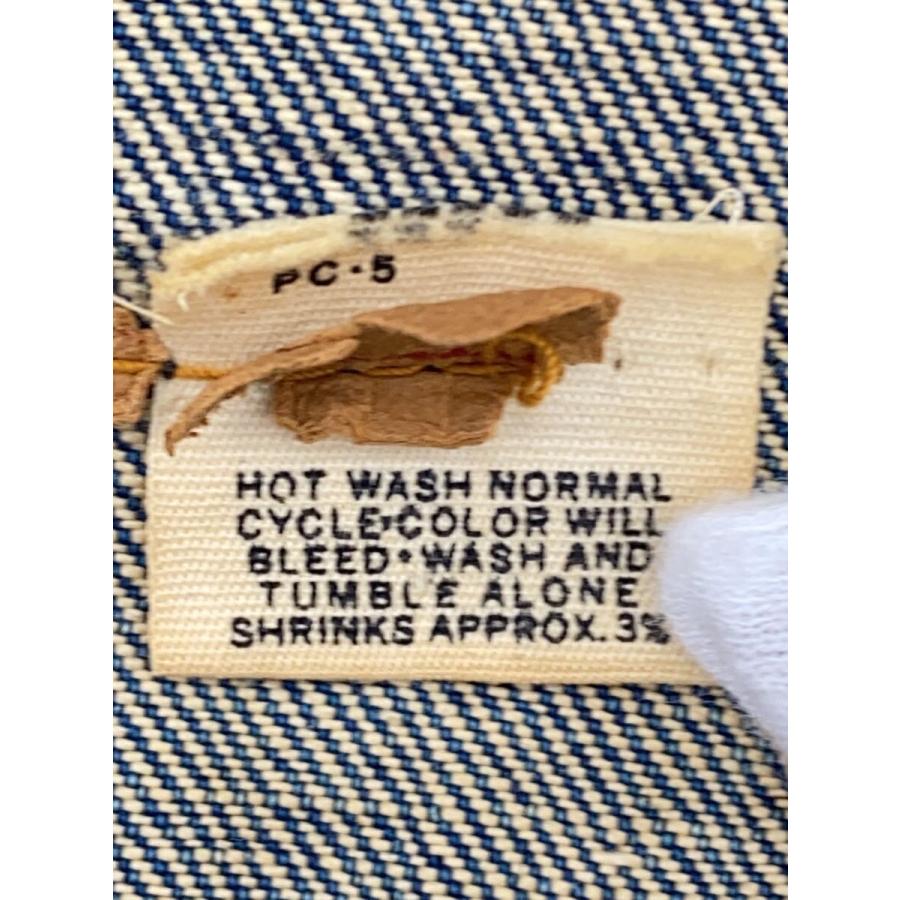 PC·5
HOT WASH NORMAL
CYCLE•COLOR WILL
BLEED•WASH AND
TUMBLE ALONE
SHRINKS APPROX. 3%